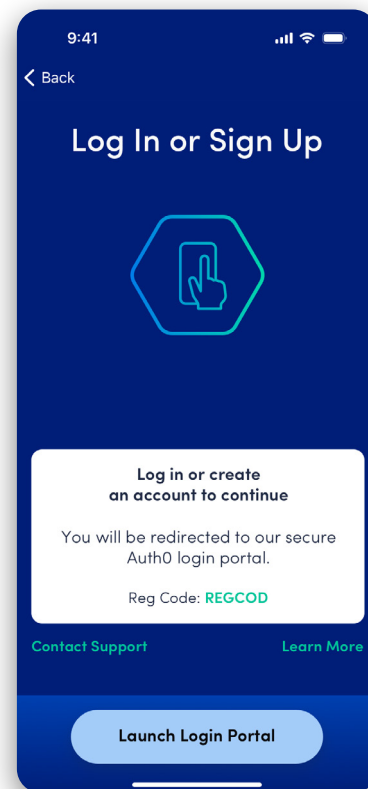 9:41
Back
Log In or Sign Up
Log in or create
an account to continue
You will be redirected to our secure
Auth0 login portal.
Reg Code: REGCOD
Contact Support
Learn More
Launch Login Portal